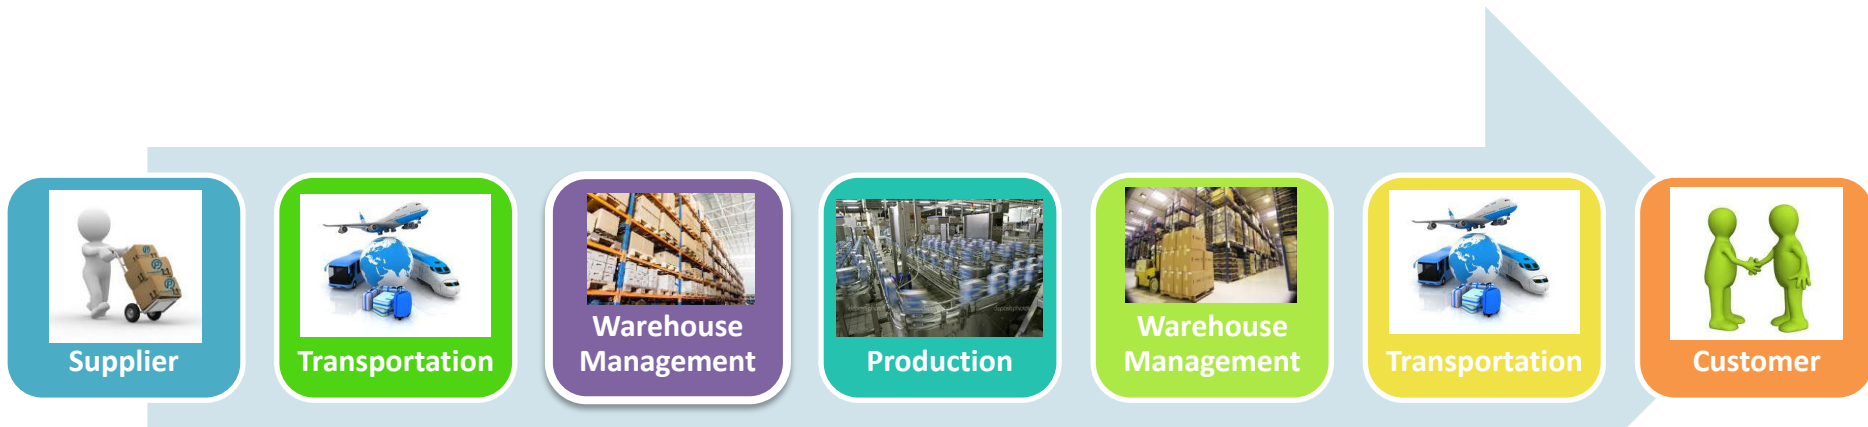 Supplier
Transportation
Warehouse
Management
Production
Warehouse
Management
Transportation
Customer